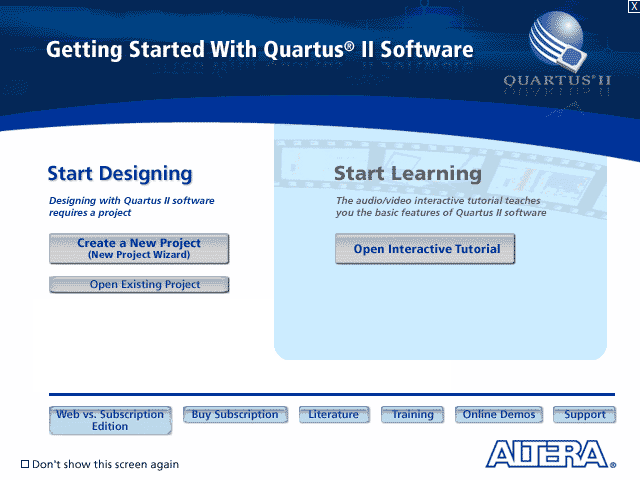 X
Getting Started With Quartus® II Software
QUARTUS® II
Start Designing
Designing with Quartus II software
requires a project
Create a New Project
(New Project Wizard)
Open Existing Project
Start Learning
The audio/video interactive tutorial teaches
you the basic features of Quartus II software
Open Interactive Tutorial
Web vs. Subscription
Edition
Buy Subscription
Literature
Training
Online Demos
Support
Don't show this screen again
ALTERA®